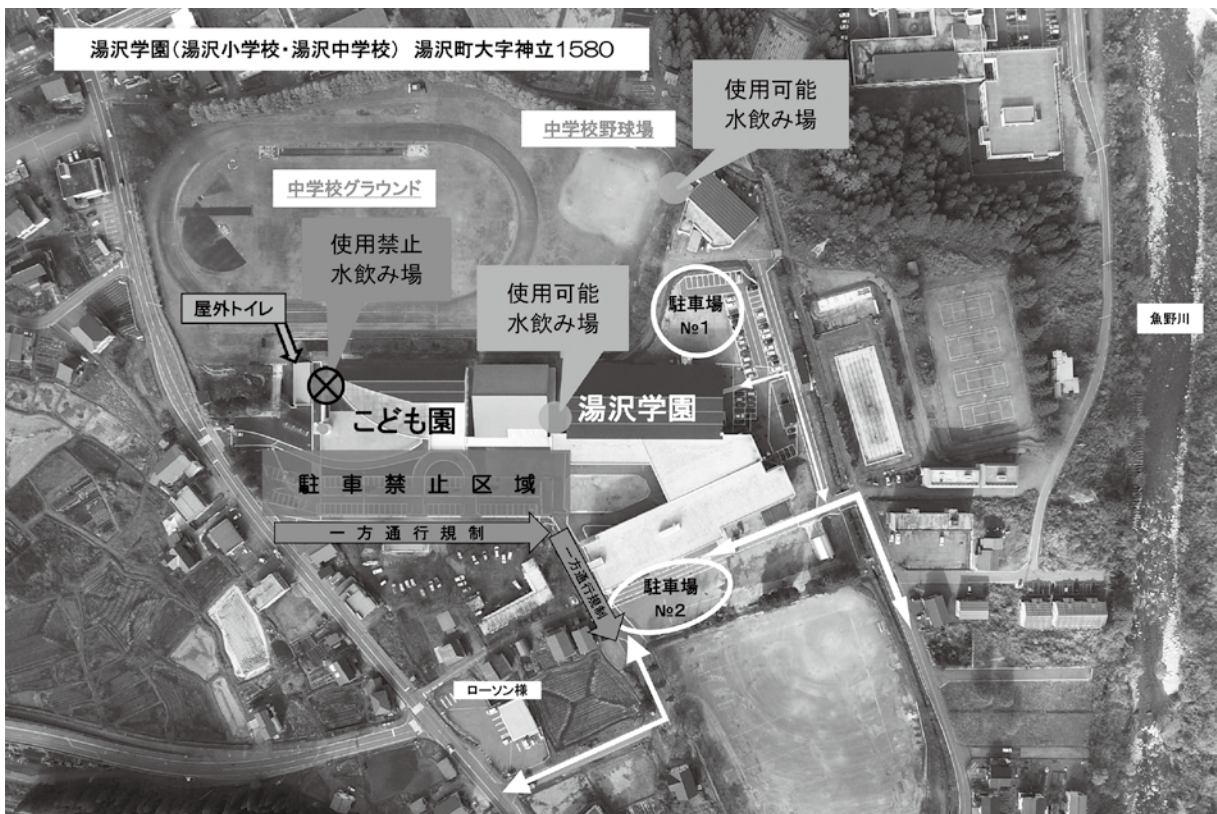 湯沢学園(湯沢小学校・湯沢中学校) 湯沢町大字神立1580
使用可能
水飲み場
中学校野球場
中学校グラウンド
使用禁止
水飲み場
使用可能
水飲み場
屋外トイレ
駐車場
№1
魚野川
こども園
湯沢学園
駐車禁止区域
一方通行規制
一方通行規制
駐車場
№2
ローソン様